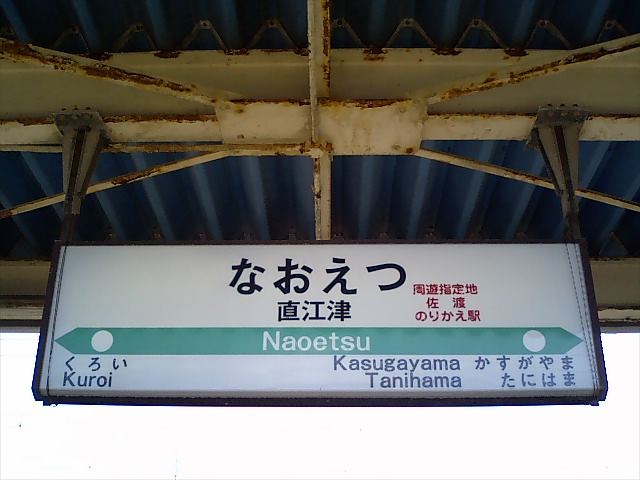 なおえつ
直江津
周遊指定地
佐渡
のりかえ駅
Naoetsu
くろい
Kuroi
Kasugayama かすがやま
Tanihama たにはま